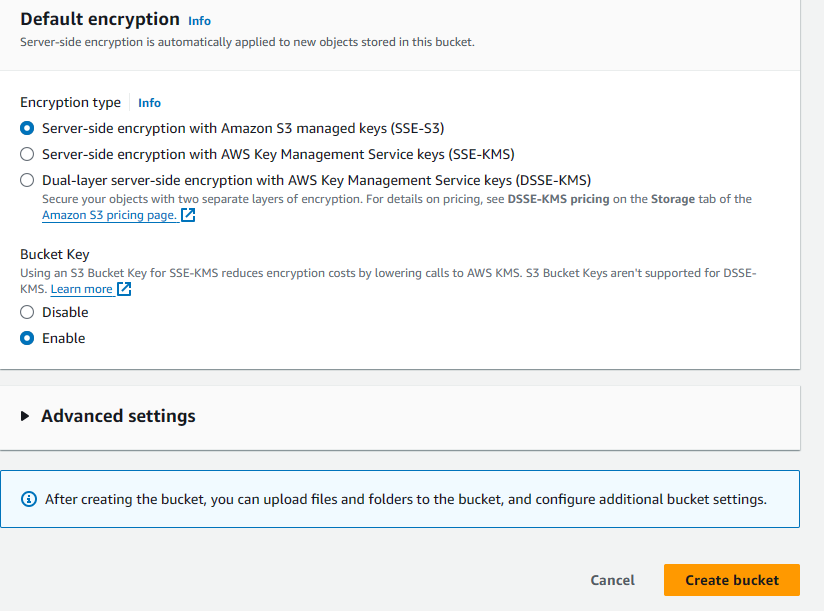 Default encryption Info
Server-side encryption is automatically applied to new objects stored in this bucket.
Encryption type Info
Server-side encryption with Amazon S3 managed keys (SSE-S3)
Server-side encryption with AWS Key Management Service keys (SSE-KMS)
Dual-layer server-side encryption with AWS Key Management Service keys (DSSE-KMS)
Secure your objects with two separate layers of encryption. For details on pricing, see DSSE-KMS pricing on the Storage tab of the
Amazon S3 pricing page.
Bucket Key
Using an S3 Bucket Key for SSE-KMS reduces encryption costs by lowering calls to AWS KMS. S3 Bucket Keys aren't supported for DSSE-
KMS. Learn more
Disable
Enable
Advanced settings
After creating the bucket, you can upload files and folders to the bucket, and configure additional bucket settings.
Cancel Create bucket